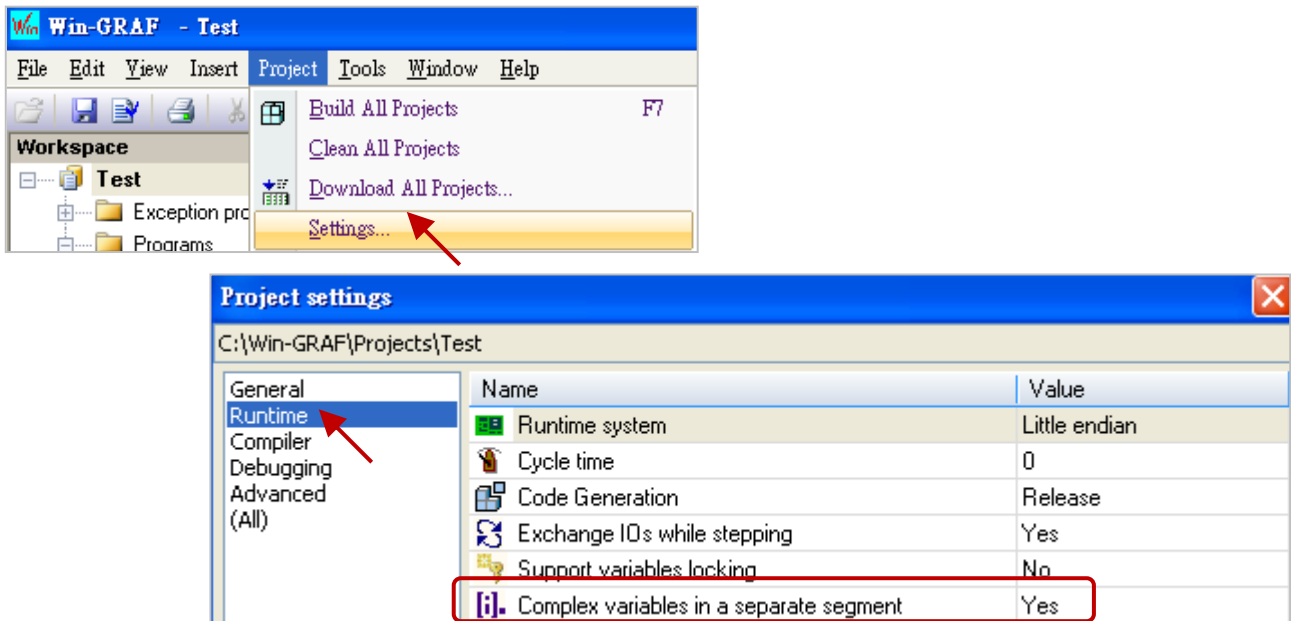 Win Win-GRAF - Test
File Edit View Insert Project Tools Window Help
Build All Projects F7
Workspace
Clean All Projects
Test
Download All Projects...
Exception pro
Settings...
Programs
Project settings
C:\Win-GRAF\Projects\Test
General
Runtime
Compiler
Debugging
Advanced
(All)
Name Value
Runtime system Little endian
Cycle time 0
Code Generation Release
Exchange IOs while stepping Yes
Support variables locking No
[i]. Complex variables in a separate segment Yes